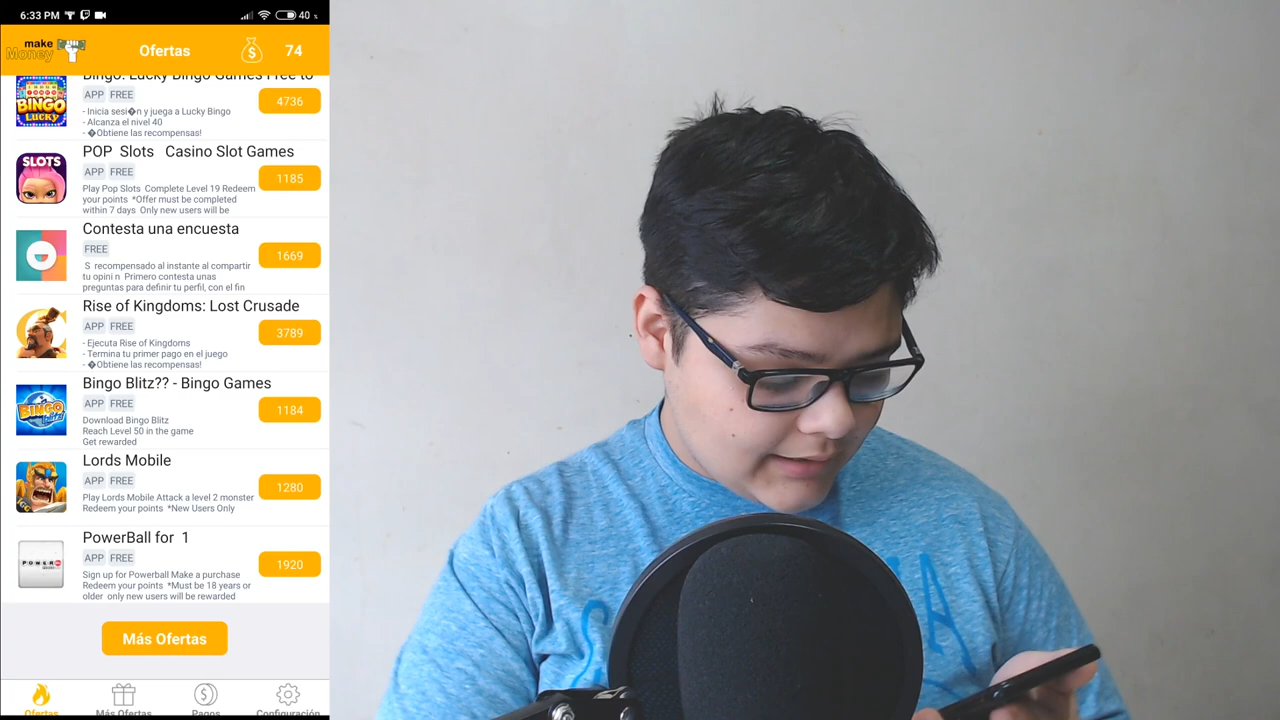 6:33 PM
40 %
make
Money
Ofertas
$
74
Bingo: Lucky Bingo Games Free to
APP FREE
4736
- Inicia sesi�n y juega a Lucky Bingo
- Alcanza el nivel 40
- �Obtiene las recompensas!
BINGO
Lucky
POP Slots Casino Slot Games
SLOTS
APP FREE
1185
Play Pop Slots Complete Level 19 Redeem
your points *Offer must be completed
within 7 days Only new users will be
Contesta una encuesta
FREE
1669
S recompensado al instante al compartir
tu opini n Primero contesta unas
preguntas para definir tu perfil, con el fin
Rise of Kingdoms: Lost Crusade
APP FREE
3789
- Ejecuta Rise of Kingdoms
- Termina tu primer pago en el juego
- �Obtiene las recompensas!
Bingo Blitz?? - Bingo Games
APP FREE
1184
BINGO
Blitz
Download Bingo Blitz
Reach Level 50 in the game
Get rewarded
Lords Mobile
APP FREE
1280
IGG
Play Lords Mobile Attack a level 2 monster
Redeem your points *New Users Only
PowerBall for 1
APP FREE
1920
POWER
Sign up for Powerball Make a purchase
Redeem your points *Must be 18 years or
older only new users will be rewarded
Más Ofertas
Ofertas
Más Ofertas
Pagos
Configuración